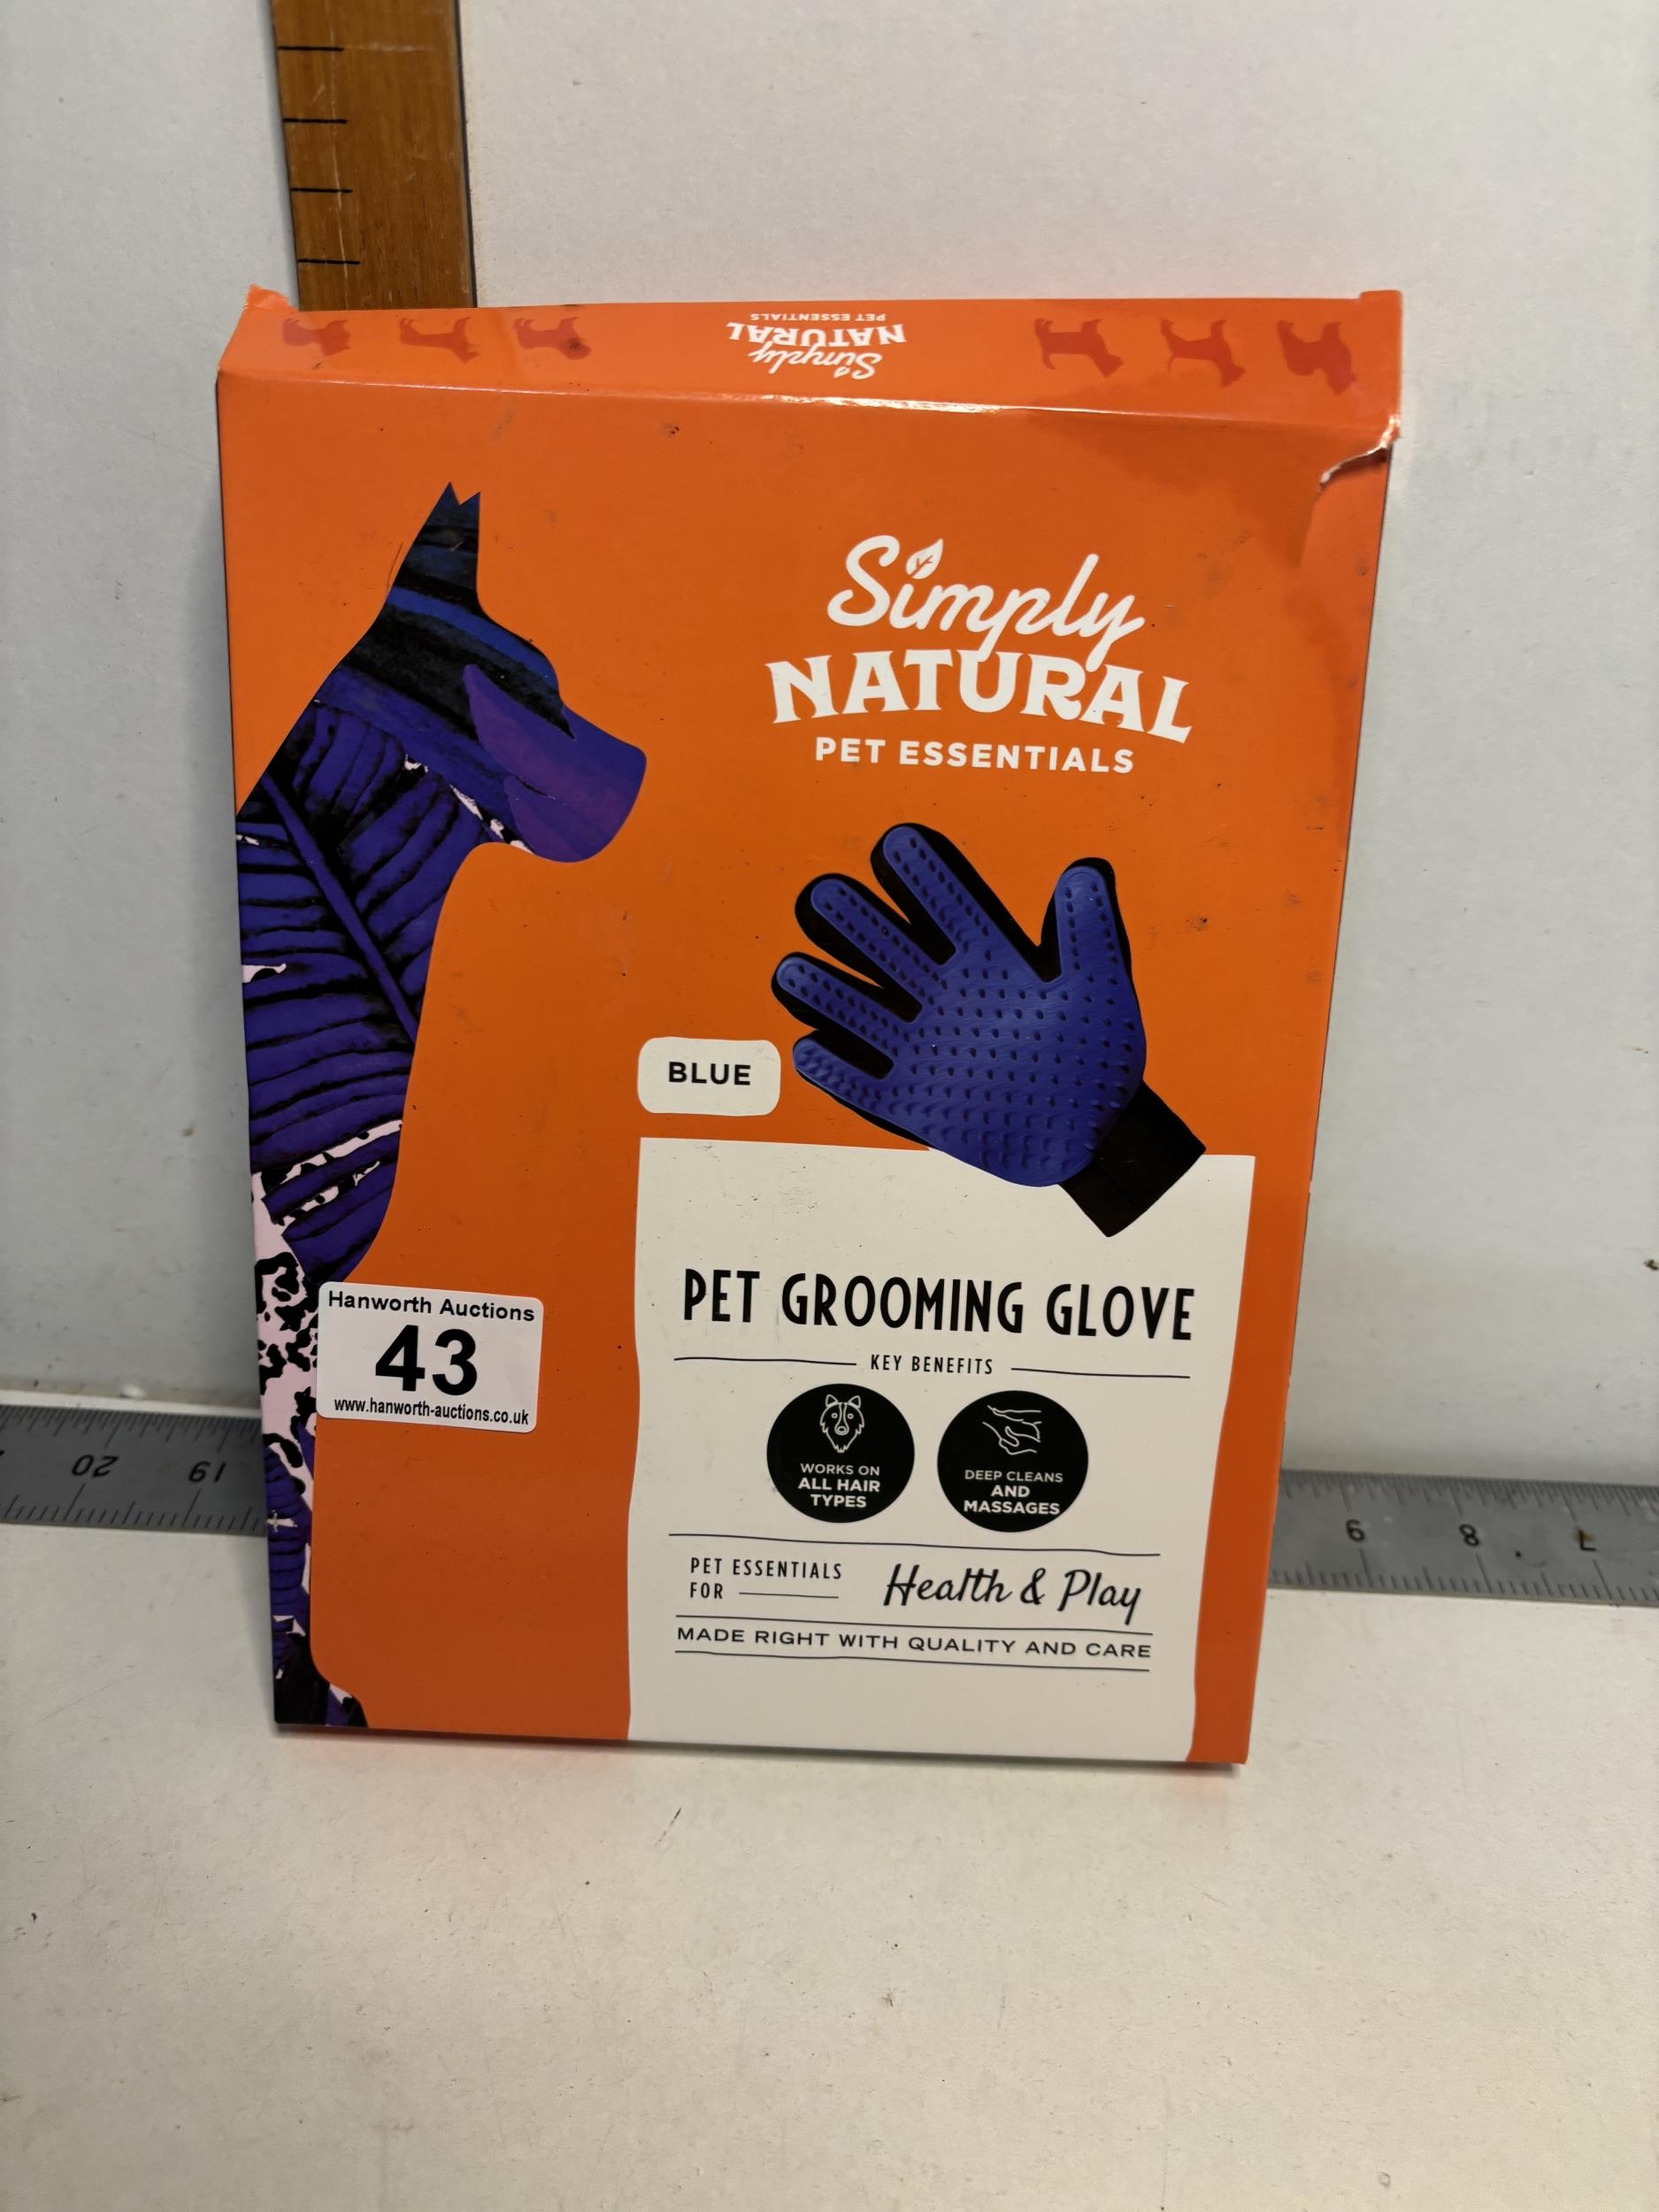 Simply
NATURAL
PET ESSENTIALS
Simply
NATURAL
PET ESSENTIALS
BLUE
PET GROOMING GLOVE
KEY BENEFITS
WORKS ON
ALL HAIR
TYPES
DEEP CLEANS
AND
MASSAGES
PET ESSENTIALS
FOR
Health & Play
MADE RIGHT WITH QUALITY AND CARE
Hanworth Auctions
43
www.hanworth-auctions.co.uk
20 19
8